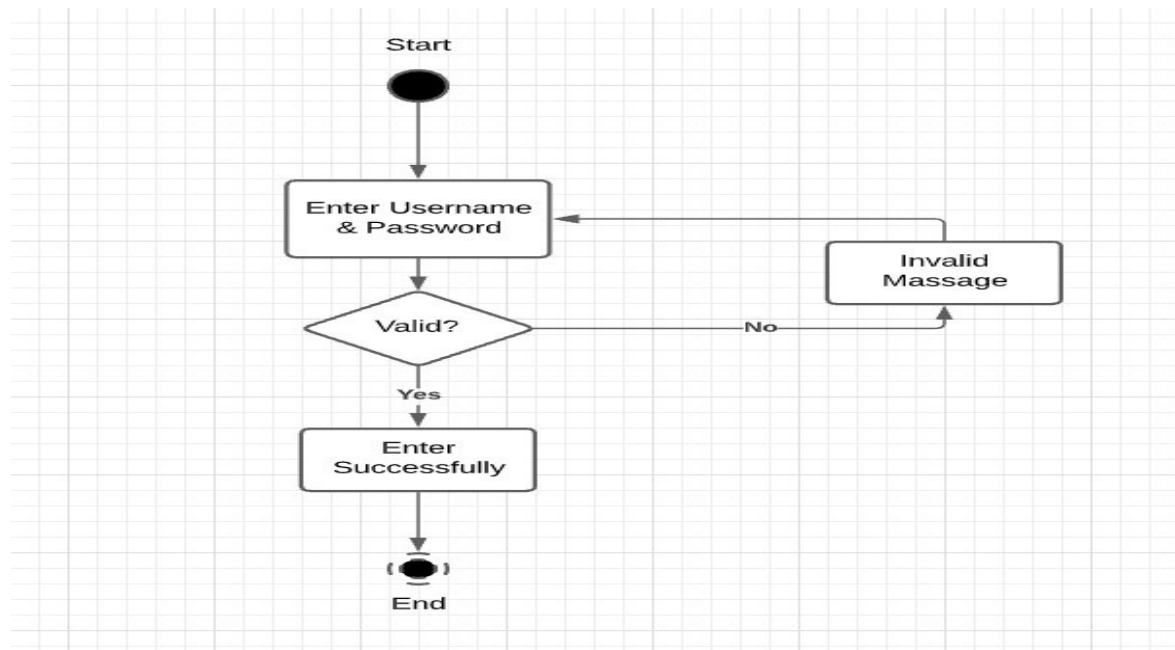 Start
Enter Username
& Password
Invalid
Massage
Valid?
No
Yes
Enter
Successfully
End